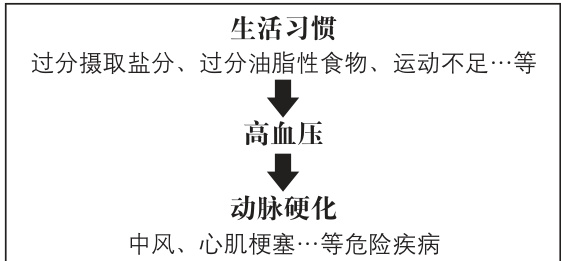 生活习惯
过分摄取盐分、过分油脂性食物、运动不足…等
高血压
动脉硬化
中风、心肌梗塞…等危险疾病